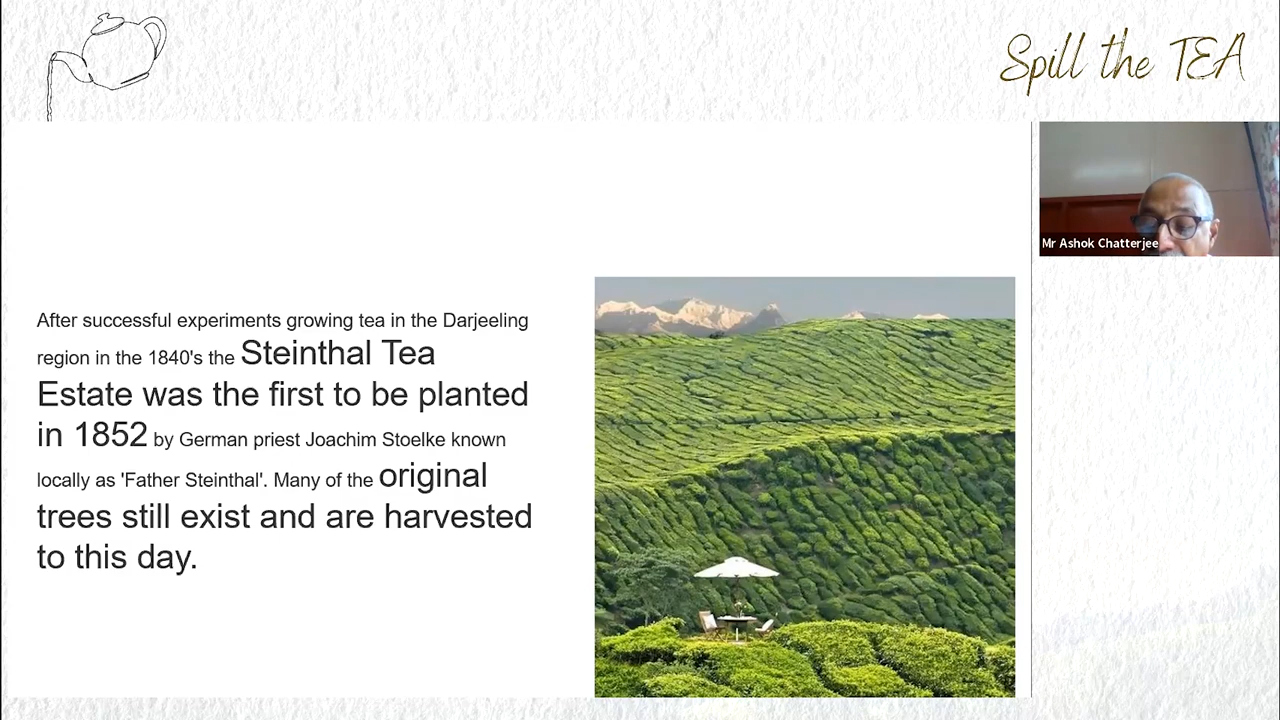 Spill the TEA
Mr Ashok Chatterjee
After successful experiments growing tea in the Darjeeling
region in the 1840's the Steinthal Tea
Estate was the first to be planted
in 1852 by German priest Joachim Stoelke known
locally as 'Father Steinthal'. Many of the original
trees still exist and are harvested
to this day.